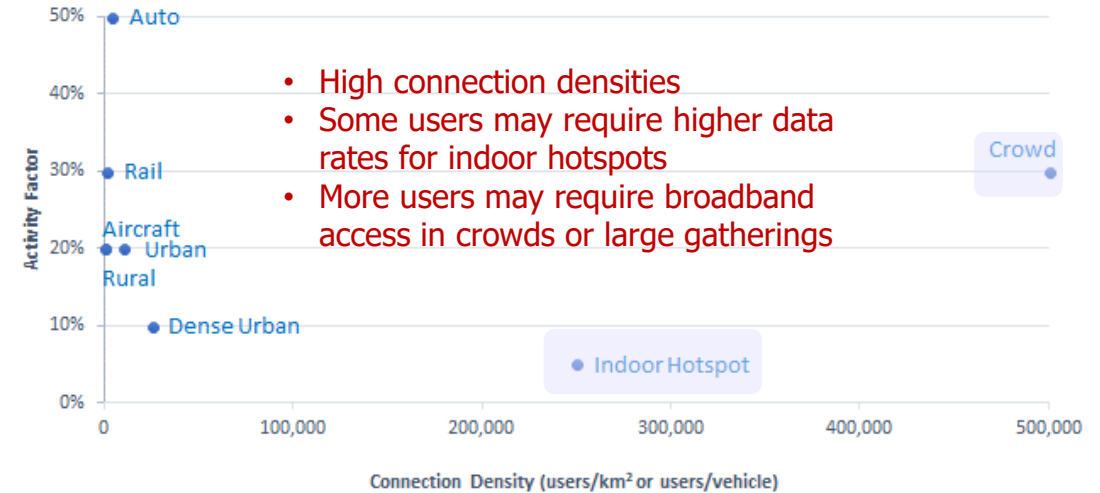 50%
Auto
• High connection densities
40%
• Some users may require higher data
rates for indoor hotspots
Crowd
30%
Rail
• More users may require broadband
access in crowds or large gatherings
Aircraft
20%
Urban
Rural
10%
Dense Urban
Indoor Hotspot
0%
Activity Factor
0
100,000
200,000
300,000
400,000
500,000
Connection Density (users/km² or users/vehicle)